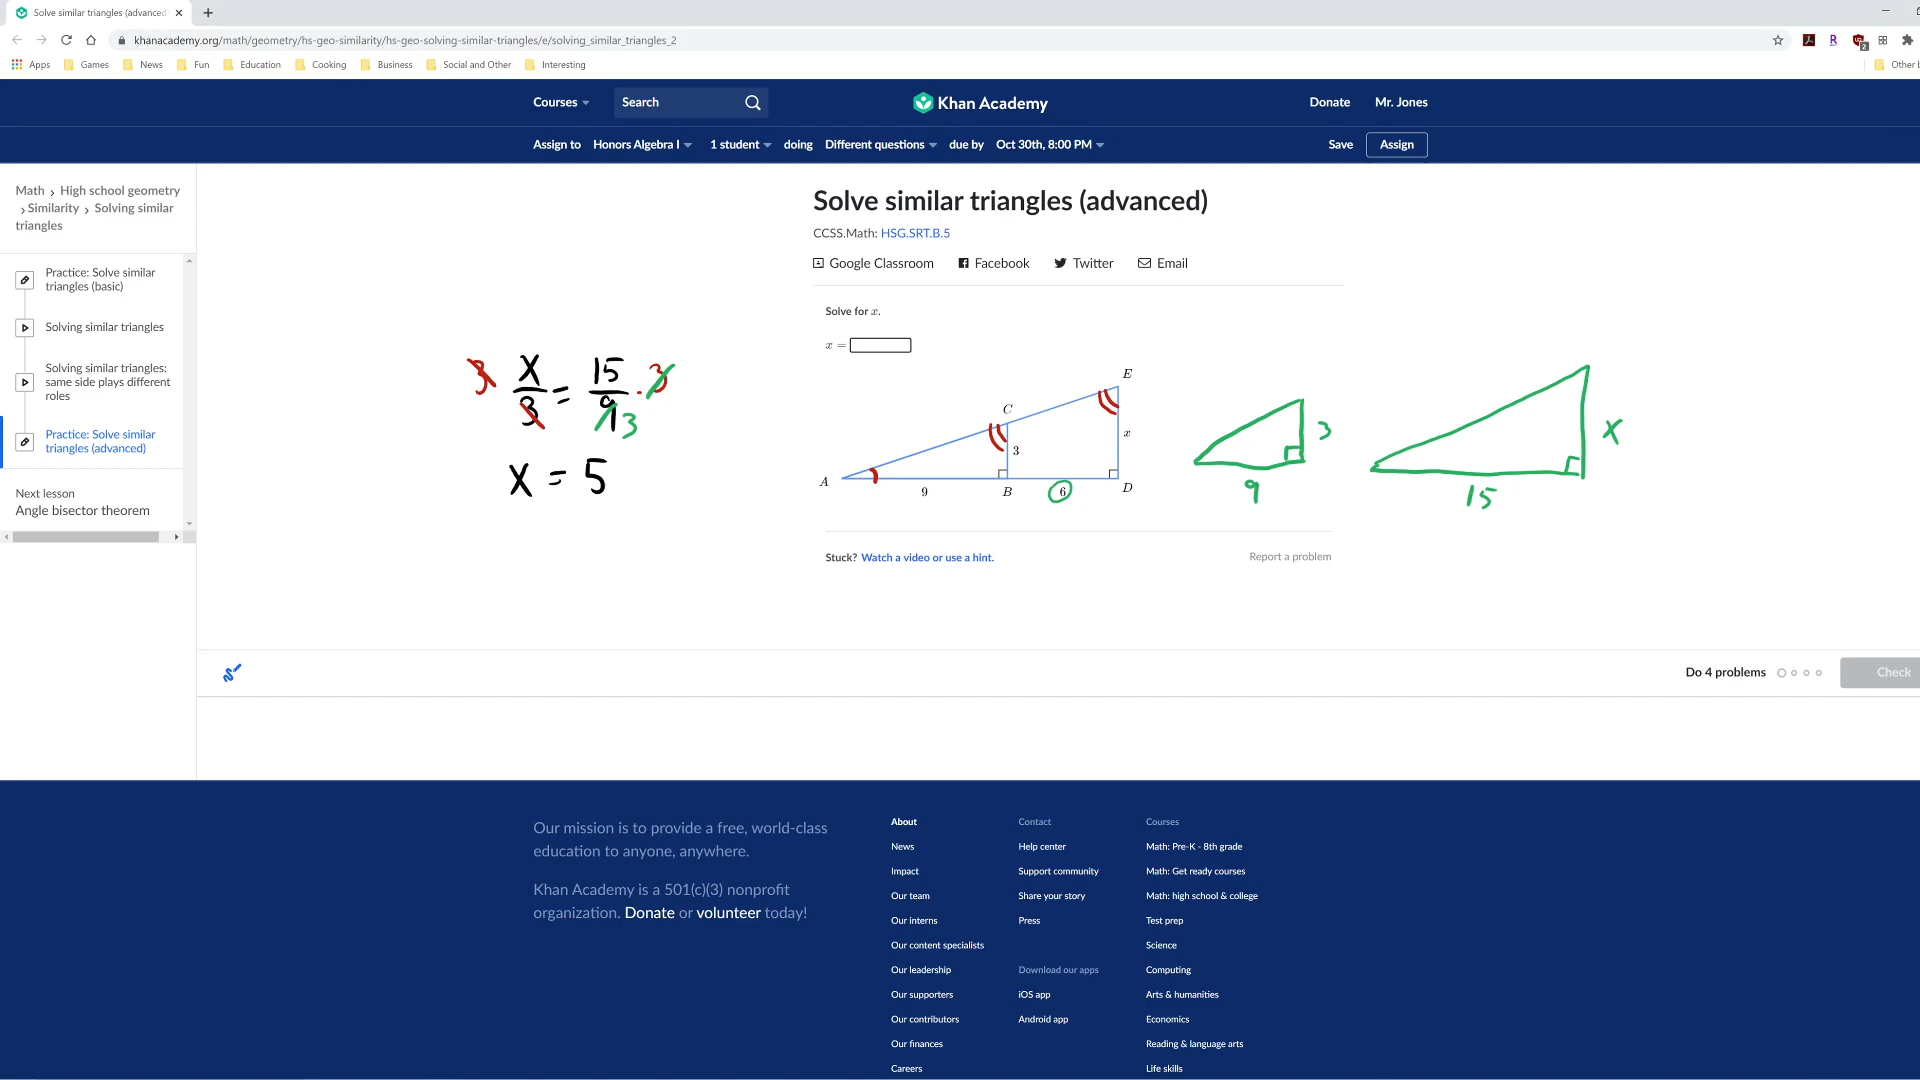 Solve similar triangles (advanced)
khanacademy.org/math/geometry/hs-geo-similarity/hs-geo-solving-similar-triangles/e/solving_similar_triangles_2
Apps Games News Fun Education Cooking Business Social and Other Interesting Other b
Courses Search Khan Academy Donate Mr. Jones
Assign to Honors Algebra I 1 student doing Different questions due by Oct 30th, 8:00 PM Save Assign
Math > High school geometry
> Similarity > Solving similar
triangles
Practice: Solve similar
triangles (basic)
Solving similar triangles
Solving similar triangles:
same side plays different
roles
Practice: Solve similar
triangles (advanced)
Next lesson
Angle bisector theorem
Solve similar triangles (advanced)
CCSS.Math: HSG.SRT.B.5
Google Classroom Facebook Twitter Email
Solve for x.
x =
3 x/3 = 15/9 · 3
3
x = 5
E
C
x
3
A 9 B 6 D
3
9
x
15
Stuck? Watch a video or use a hint. Report a problem
Do 4 problems Check
Our mission is to provide a free, world-class
education to anyone, anywhere.
Khan Academy is a 501(c)(3) nonprofit
organization. Donate or volunteer today!
About
News
Impact
Our team
Our interns
Our content specialists
Our leadership
Our supporters
Our contributors
Our finances
Careers
Contact
Help center
Support community
Share your story
Press
Download our apps
iOS app
Android app
Courses
Math: Pre-K - 8th grade
Math: Get ready courses
Math: high school & college
Test prep
Science
Computing
Arts & humanities
Economics
Reading & language arts
Life skills